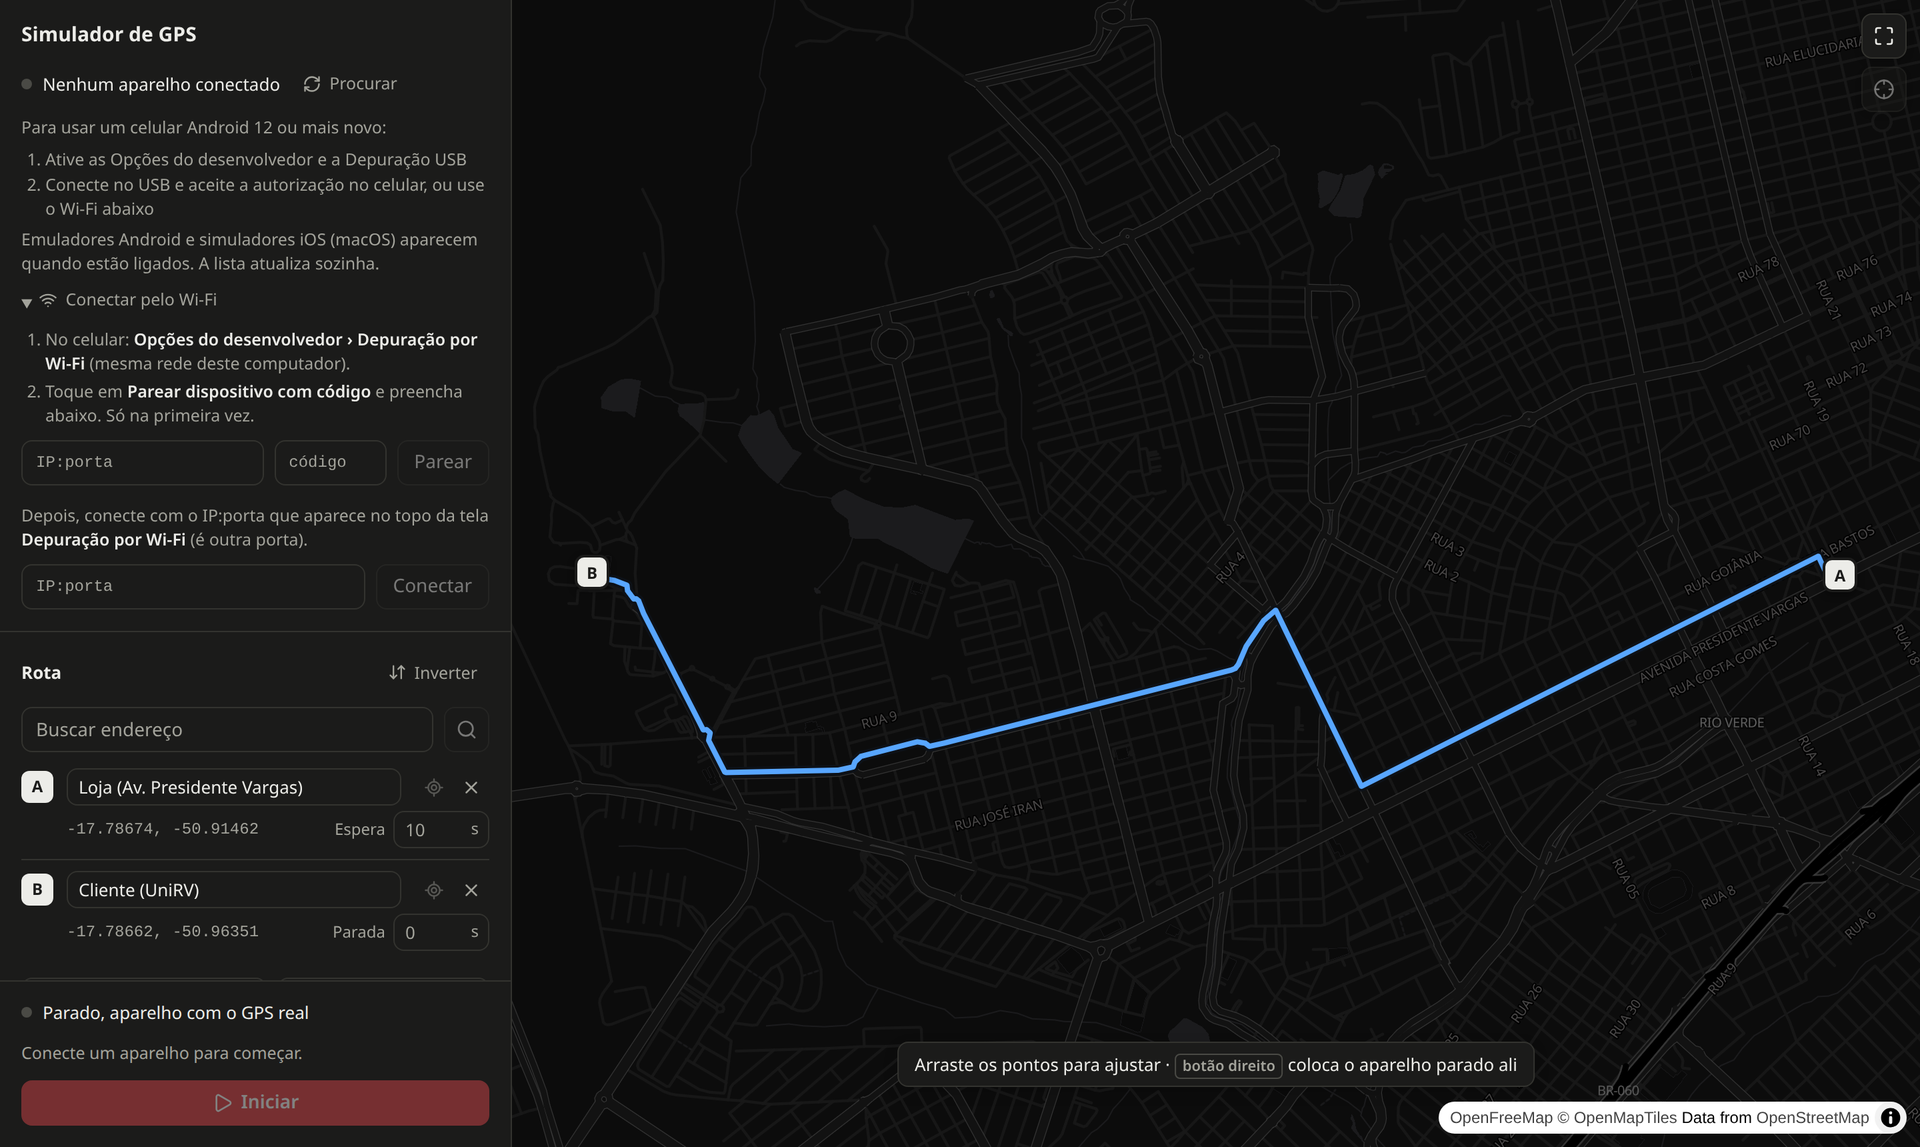 Simulador de GPS
Nenhum aparelho conectado
Procurar
Para usar um celular Android 12 ou mais novo:
1. Ative as Opções do desenvolvedor e a Depuração USB
2. Conecte no USB e aceite a autorização no celular, ou use
o Wi-Fi abaixo
Emuladores Android e simuladores iOS (macOS) aparecem
quando estão ligados. A lista atualiza sozinha.
Conectar pelo Wi-Fi
1. No celular: Opções do desenvolvedor › Depuração por
Wi-Fi (mesma rede deste computador).
2. Toque em Parear dispositivo com código e preencha
abaixo. Só na primeira vez.
IP:porta
código
Parear
Depois, conecte com o IP:porta que aparece no topo da tela
Depuração por Wi-Fi (é outra porta).
IP:porta
Conectar
Rota
Inverter
Buscar endereço
A
Loja (Av. Presidente Vargas)
-17.78674, -50.91462
Espera
10
s
B
Cliente (UniRV)
-17.78662, -50.96351
Parada
0
s
Parado, aparelho com o GPS real
Conecte um aparelho para começar.
Iniciar
RUA ELUCIDARIA
RUA 78
RUA 76
RUA 21
RUA 74
RUA 73
RUA 72
RUA 19
RUA 70
RUA 3
RUA 2
RUA 4
A BASTOS
RUA GOIÂNIA
A
B
AVENIDA PRESIDENTE VARGAS
RUA COSTA GOMES
RUA 18
RIO VERDE
RUA 14
RUA 9
RUA JOSÉ IRAN
RUA 05
RUA 8
RUA 6
RUA 9
RUA 26
RUA 30
BR-060
Arraste os pontos para ajustar · botão direito coloca o aparelho parado ali
OpenFreeMap © OpenMapTiles Data from OpenStreetMap